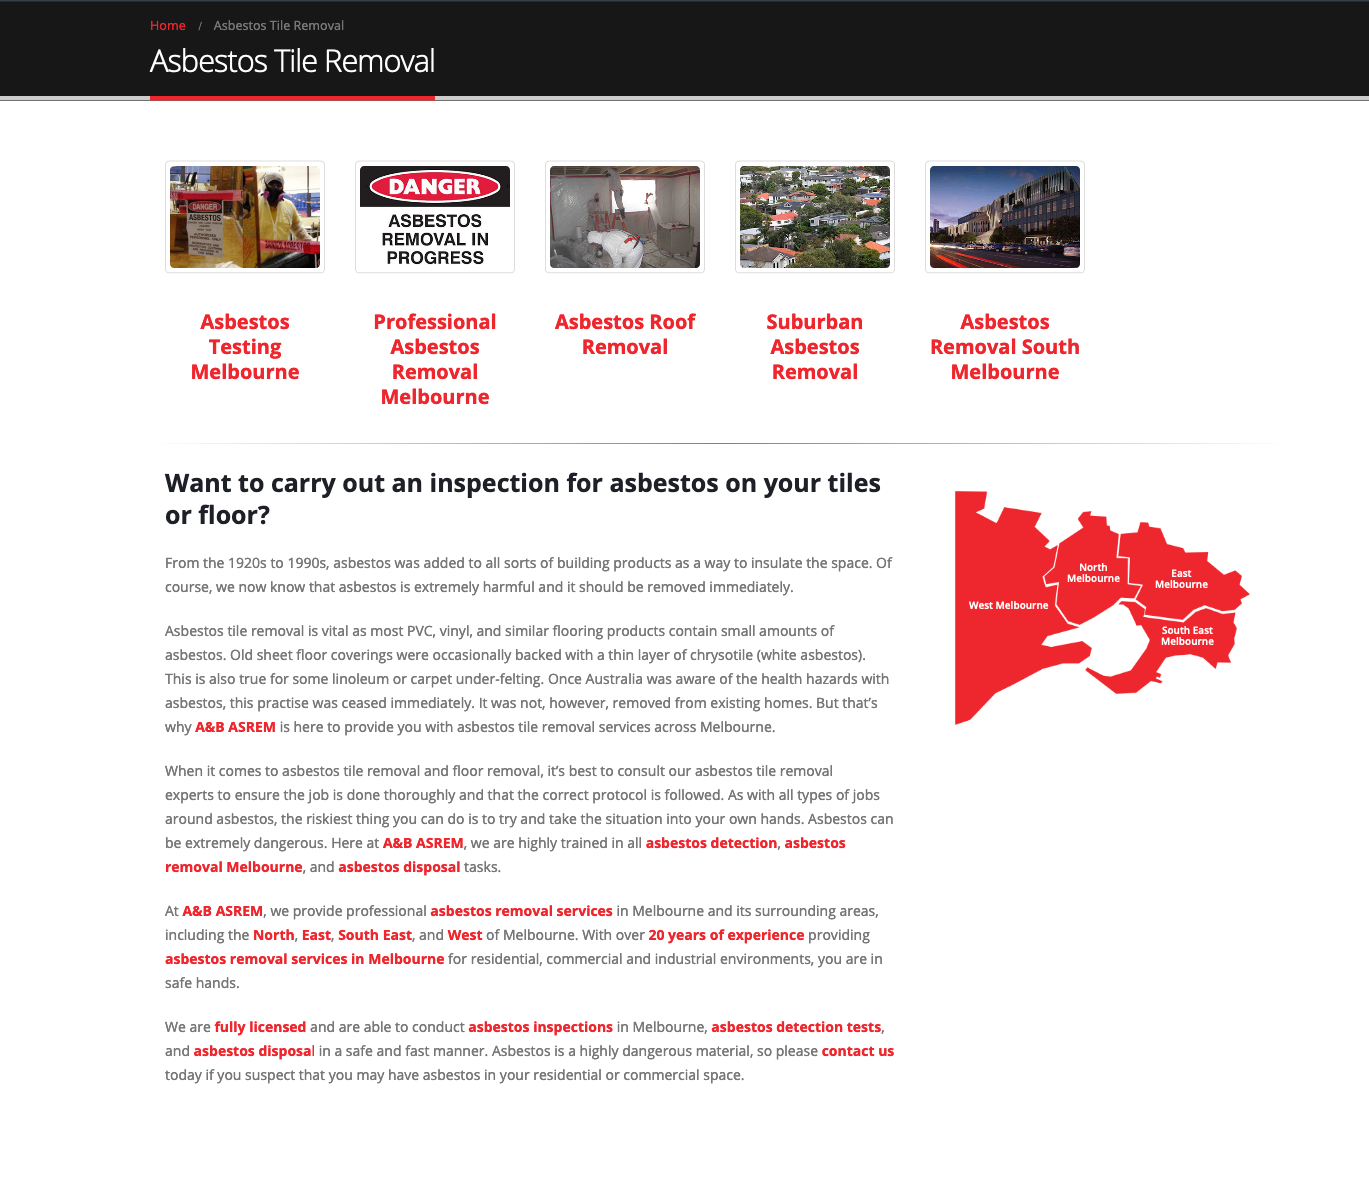 Home / Asbestos Tile Removal
Asbestos Tile Removal
DANGER
ASBESTOS
DANGER
ASBESTOS
REMOVAL IN
PROGRESS
Asbestos
Testing
Melbourne
Professional
Asbestos
Removal
Melbourne
Asbestos Roof
Removal
Suburban
Asbestos
Removal
Asbestos
Removal South
Melbourne
Want to carry out an inspection for asbestos on your tiles
or floor?
From the 1920s to 1990s, asbestos was added to all sorts of building products as a way to insulate the space. Of
course, we now know that asbestos is extremely harmful and it should be removed immediately.
Asbestos tile removal is vital as most PVC, vinyl, and similar flooring products contain small amounts of
asbestos. Old sheet floor coverings were occasionally backed with a thin layer of chrysotile (white asbestos).
This is also true for some linoleum or carpet under-felting. Once Australia was aware of the health hazards with
asbestos, this practise was ceased immediately. It was not, however, removed from existing homes. But that's
why A&B ASREM is here to provide you with asbestos tile removal services across Melbourne.
When it comes to asbestos tile removal and floor removal, it's best to consult our asbestos tile removal
experts to ensure the job is done thoroughly and that the correct protocol is followed. As with all types of jobs
around asbestos, the riskiest thing you can do is to try and take the situation into your own hands. Asbestos can
be extremely dangerous. Here at A&B ASREM, we are highly trained in all asbestos detection, asbestos
removal Melbourne, and asbestos disposal tasks.
At A&B ASREM, we provide professional asbestos removal services in Melbourne and its surrounding areas,
including the North, East, South East, and West of Melbourne. With over 20 years of experience providing
asbestos removal services in Melbourne for residential, commercial and industrial environments, you are in
safe hands.
We are fully licensed and are able to conduct asbestos inspections in Melbourne, asbestos detection tests,
and asbestos disposal in a safe and fast manner. Asbestos is a highly dangerous material, so please contact us
today if you suspect that you may have asbestos in your residential or commercial space.
North
Melbourne
East
Melbourne
West Melbourne
South East
Melbourne